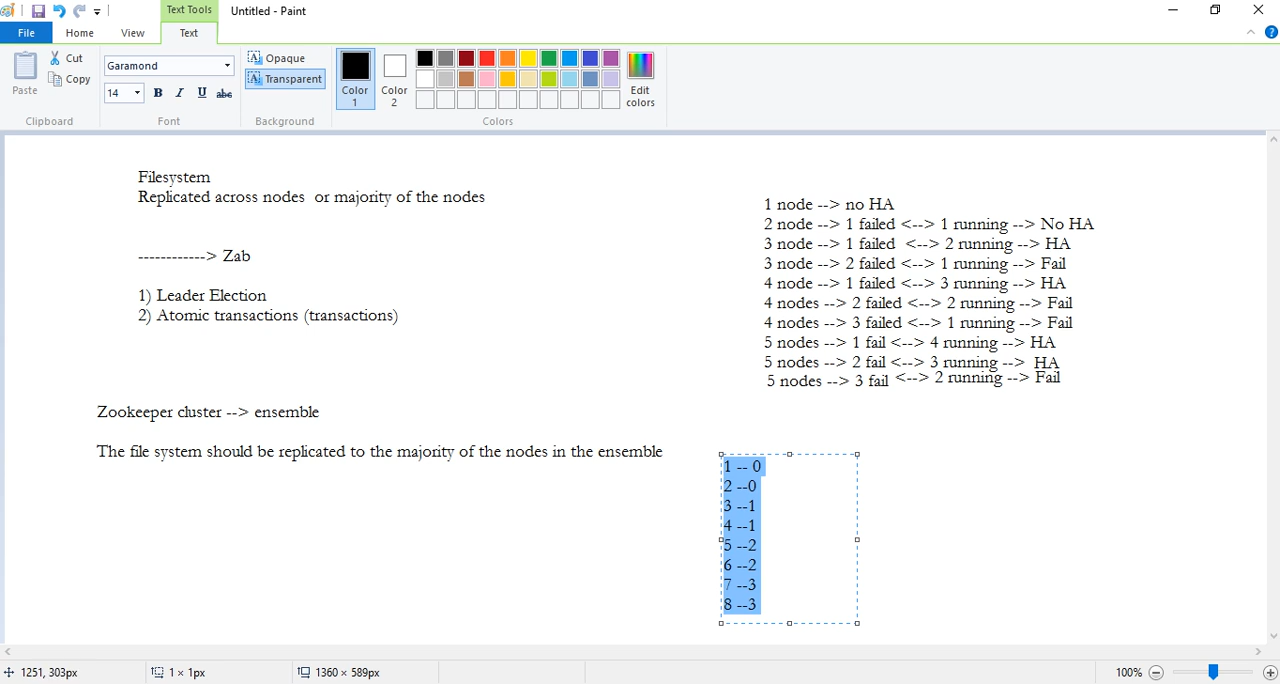 Text Tools
Untitled - Paint
File
Home
View
Text
Paste
Cut
Copy
Clipboard
Garamond
14
B I U abc
Font
Opaque
Transparent
Background
Color 1
Color 2
Edit colors
Colors
Filesystem
Replicated across nodes or majority of the nodes
------------> Zab
1) Leader Election
2) Atomic transactions (transactions)
1 node --> no HA
2 node --> 1 failed <--> 1 running --> No HA
3 node --> 1 failed <--> 2 running --> HA
3 node --> 2 failed <--> 1 running --> Fail
4 node --> 1 failed <--> 3 running --> HA
4 nodes --> 2 failed <--> 2 running --> Fail
4 nodes --> 3 failed <--> 1 running --> Fail
5 nodes --> 1 fail <--> 4 running --> HA
5 nodes --> 2 fail <--> 3 running --> HA
5 nodes --> 3 fail <--> 2 running --> Fail
Zookeeper cluster --> ensemble
The file system should be replicated to the majority of the nodes in the ensemble
1 -- 0
2 --0
3 --1
4 --1
5 --2
6 --2
7 --3
8 --3
1251, 303px
1 × 1px
1360 × 589px
100%